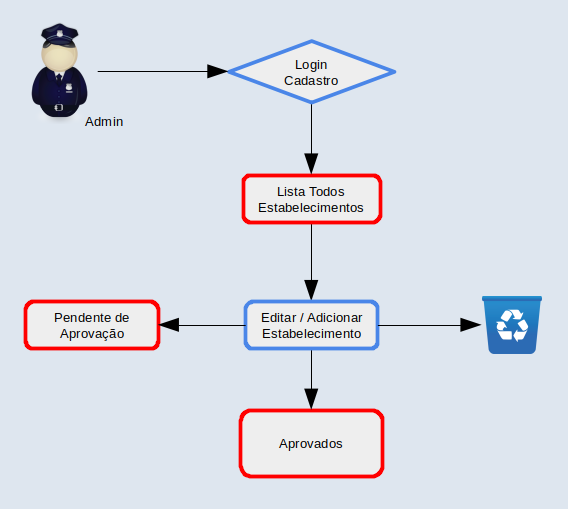 Login
Cadastro
Admin
Lista Todos
Estabelecimentos
Pendente de
Aprovação
Editar / Adicionar
Estabelecimento
Aprovados